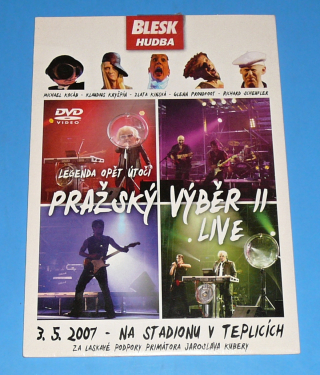 BLESK
HUDBA
MICHAEL KOCÁB - KLAUDIUS KRYŠPÍN - ZLATA KINSKÁ - GLENN PROUDFOOT - RICHARD SCHEUFLER
DVD
VIDEO
LEGENDA OPĚT ÚTOČÍ
PRAŽSKÝ VÝBĚR II
LIVE
3. 5. 2007 - NA STADIONU V TEPLICÍCH
ZA LASKAVÉ PODPORY PRIMÁTORA JAROSLAVA KUBERY